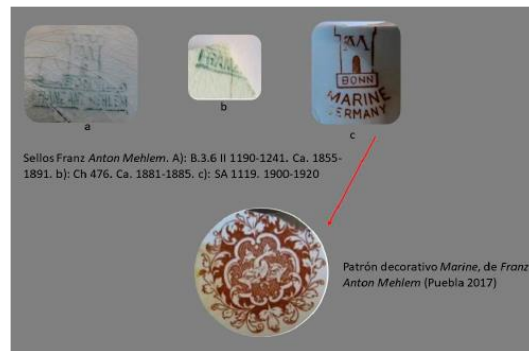 a
b
BONN
MARINE
GERMANY
c
Sellos Franz Anton Mehlem. A): B.3.6 II 1190-1241. Ca. 1855-
1891. b): Ch 476. Ca. 1881-1885. c): SA 1119. 1900-1920
Patrón decorativo Marine, de Franz
Anton Mehlem (Puebla 2017)